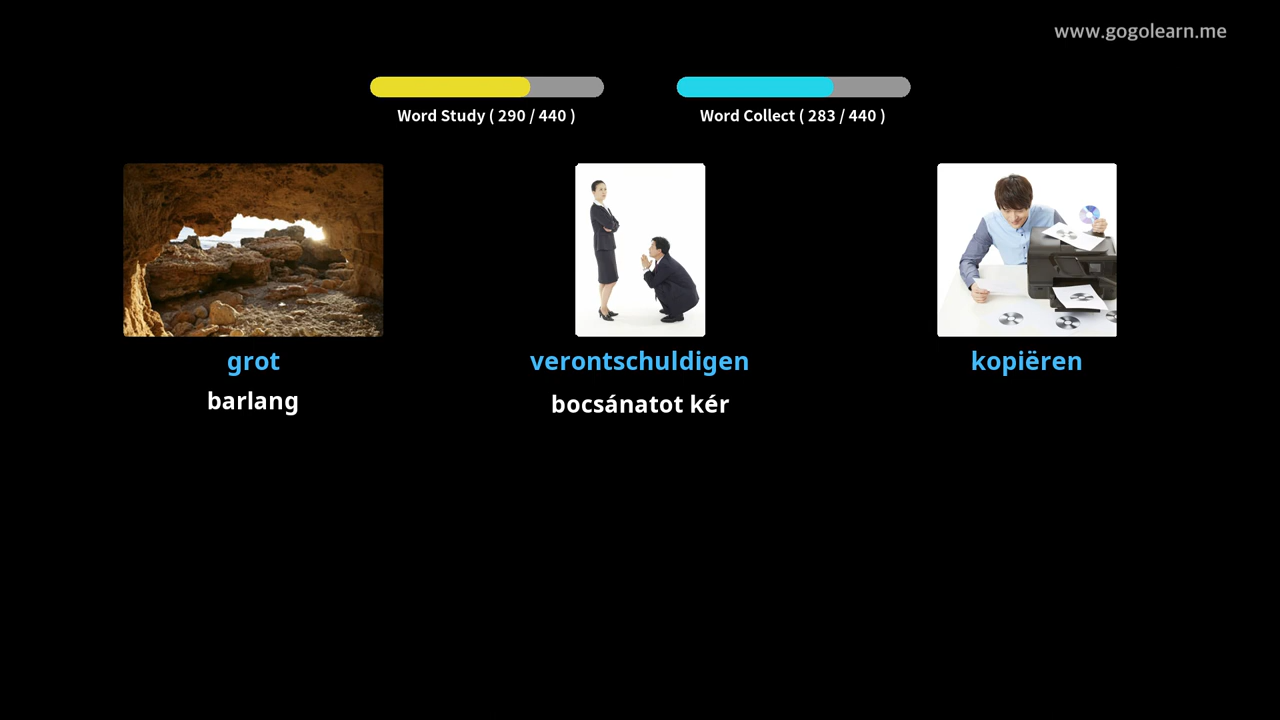 www.gogolearn.me
Word Study ( 290 / 440 )
Word Collect ( 283 / 440 )
grot
verontschuldigen
kopiëren
barlang
bocsánatot kér